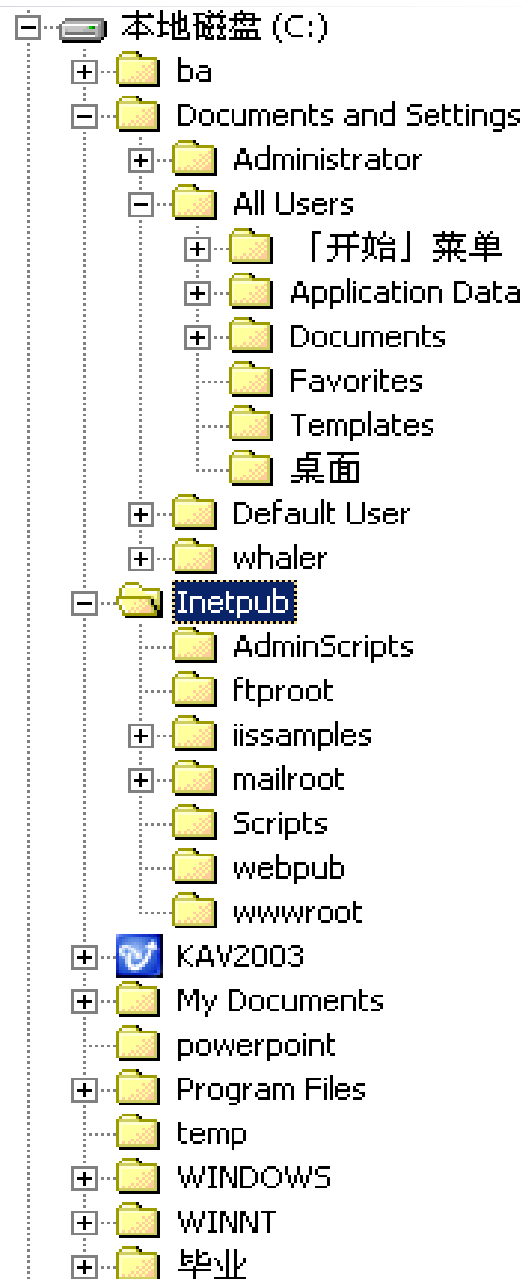 本地磁盘 (C:)
ba
Documents and Settings
Administrator
All Users
「开始」菜单
Application Data
Documents
Favorites
Templates
桌面
Default User
whaler
Inetpub
AdminScripts
ftproot
iissamples
mailroot
Scripts
webpub
wwwroot
KAV2003
My Documents
powerpoint
Program Files
temp
WINDOWS
WINNT
毕业